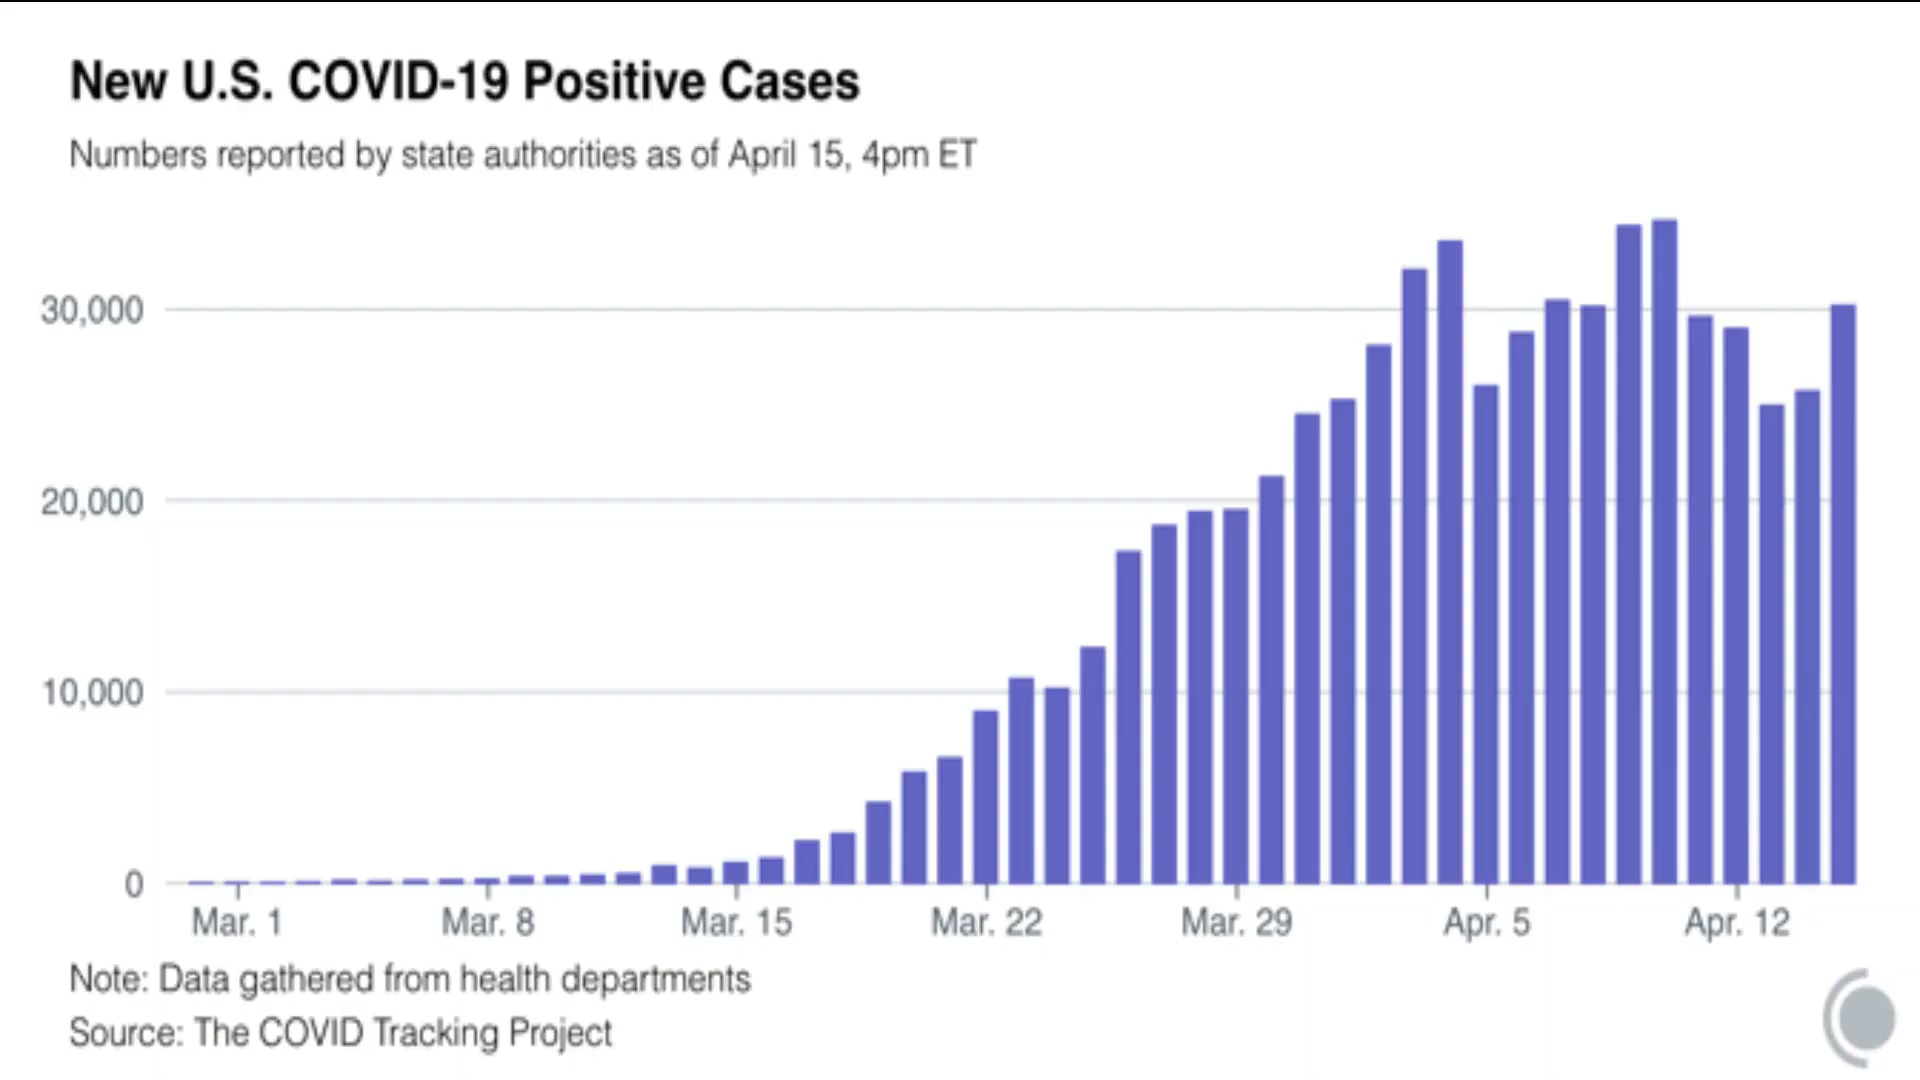 New U.S. COVID-19 Positive Cases
Numbers reported by state authorities as of April 15, 4pm ET
30,000
20,000
10,000
0
Mar. 1 Mar. 8 Mar. 15 Mar. 22 Mar. 29 Apr. 5 Apr. 12
Note: Data gathered from health departments
Source: The COVID Tracking Project